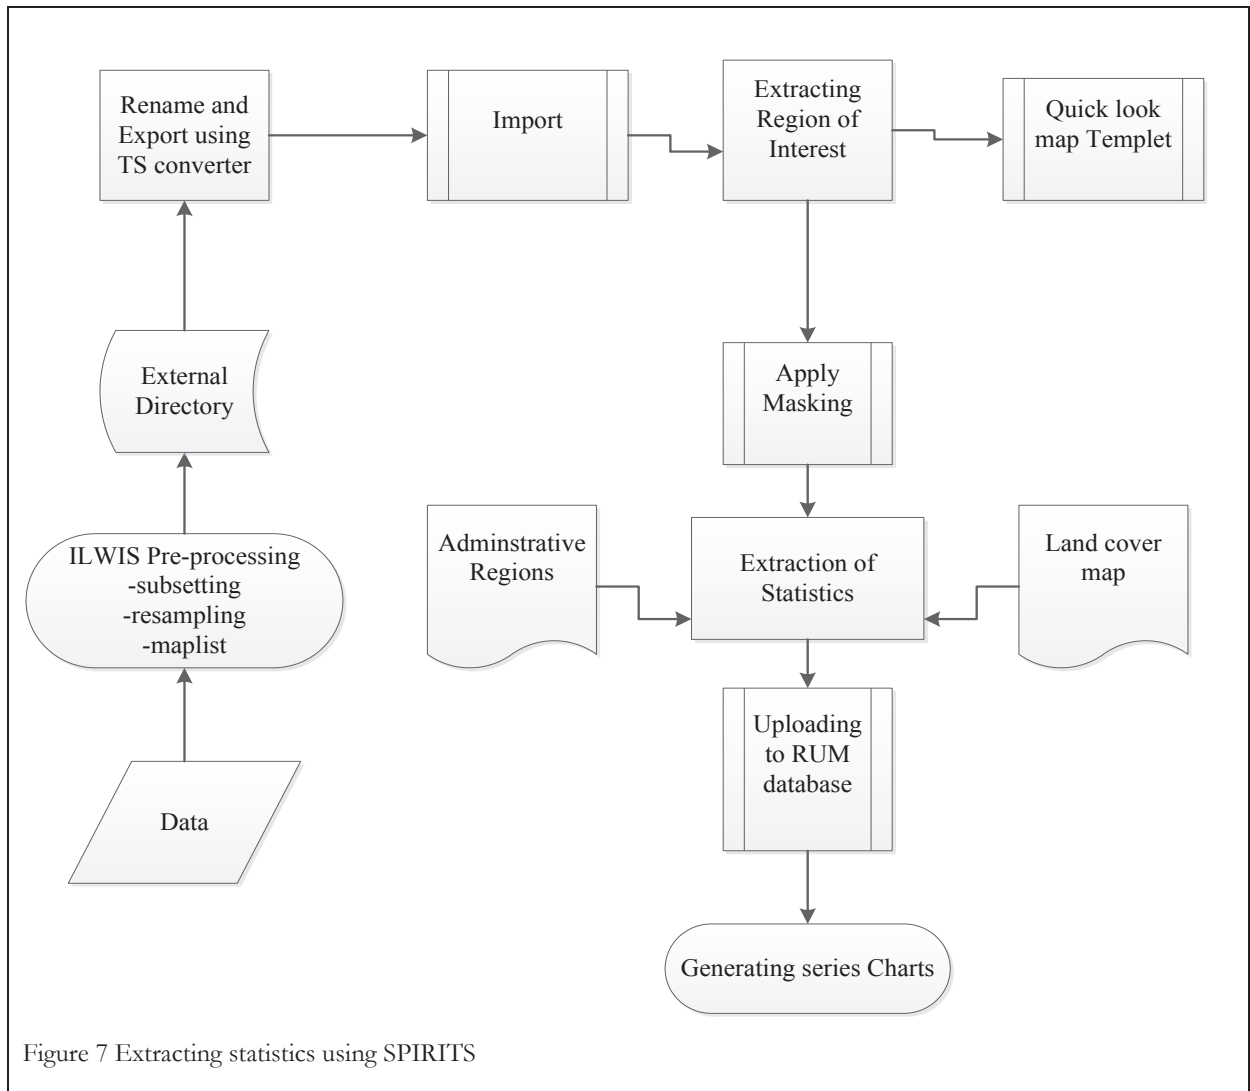 Rename and
Export using
TS converter
Import
Extracting
Region of
Interest
Quick look
map Templet
External
Directory
Apply
Masking
ILWIS Pre-processing
-subsetting
-resampling
-maplist
Adminstrative
Regions
Extraction of
Statistics
Land cover
map
Uploading
to RUM
database
Data
Generating series Charts
Figure 7 Extracting statistics using SPIRITS